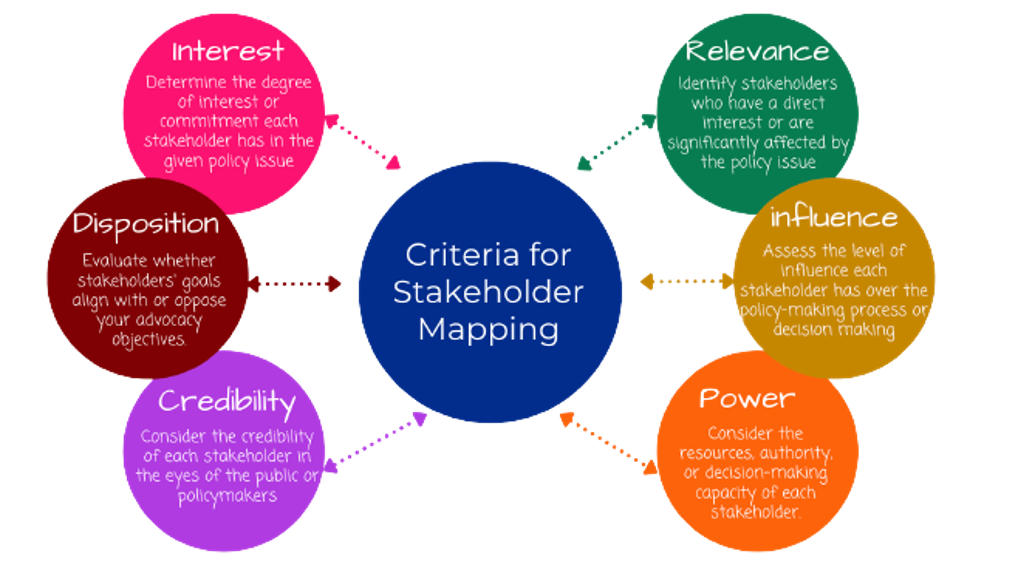 Interest
Determine the degree
of interest or
commitment each
stakeholder has in the
given policy issue
Relevance
Identify stakeholders
who have a direct
interest or are
significantly affected by
the policy issue
Disposition
Evaluate whether
stakeholders' goals
align with or oppose
your advocacy
objectives.
Criteria for
Stakeholder
Mapping
influence
Assess the level of
influence each
stakeholder has over the
policy-making process or
decision making
Credibility
Consider the credibility
of each stakeholder in
the eyes of the public or
policymakers
Power
Consider the
resources, authority,
or decision-making
capacity of each
stakeholder.